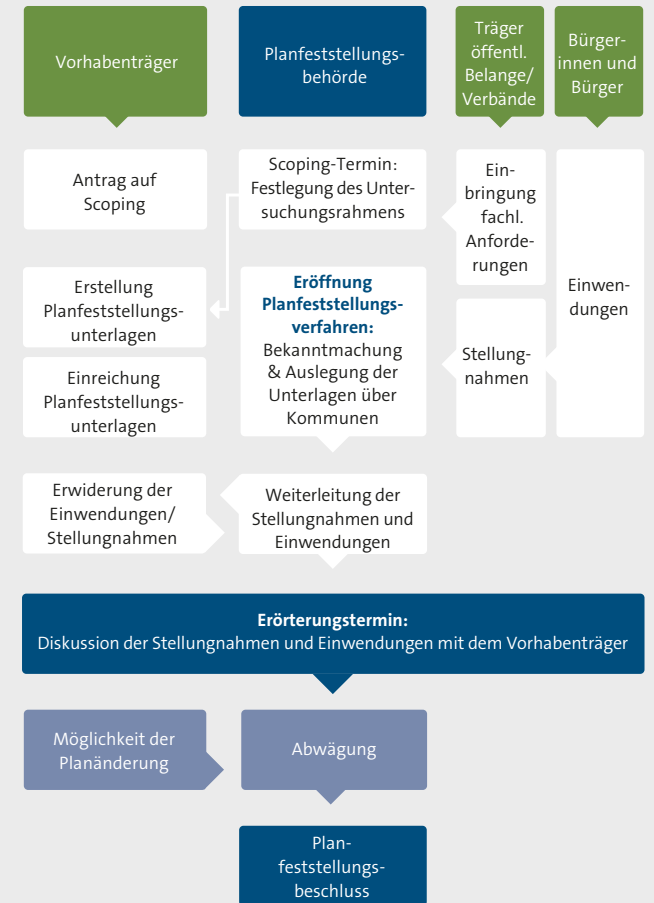 Vorhabenträger
Planfeststellungs-
behörde
Träger
öffentl.
Belange/
Verbände
Bürger-
innen und
Bürger
Antrag auf
Scoping
Scoping-Termin:
Festlegung des Unter-
suchungsrahmens
Ein-
bringung
fachl.
Anforde-
rungen
Einwen-
dungen
Erstellung
Planfeststellungs-
unterlagen
Eröffnung
Planfeststellungs-
verfahren:
Bekanntmachung
& Auslegung der
Unterlagen über
Kommunen
Stellung-
nahmen
Einreichung
Planfeststellungs-
unterlagen
Erwiderung der
Einwendungen/
Stellungnahmen
Weiterleitung der
Stellungnahmen und
Einwendungen
Erörterungstermin:
Diskussion der Stellungnahmen und Einwendungen mit dem Vorhabenträger
Möglichkeit der
Planänderung
Abwägung
Plan-
feststellungs-
beschluss